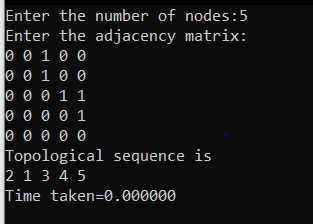 Enter the number of nodes:5
Enter the adjacency matrix:
0 0 1 0 0
0 0 1 0 0
0 0 0 1 1
0 0 0 0 1
0 0 0 0 0
Topological sequence is
2 1 3 4 5
Time taken=0.000000